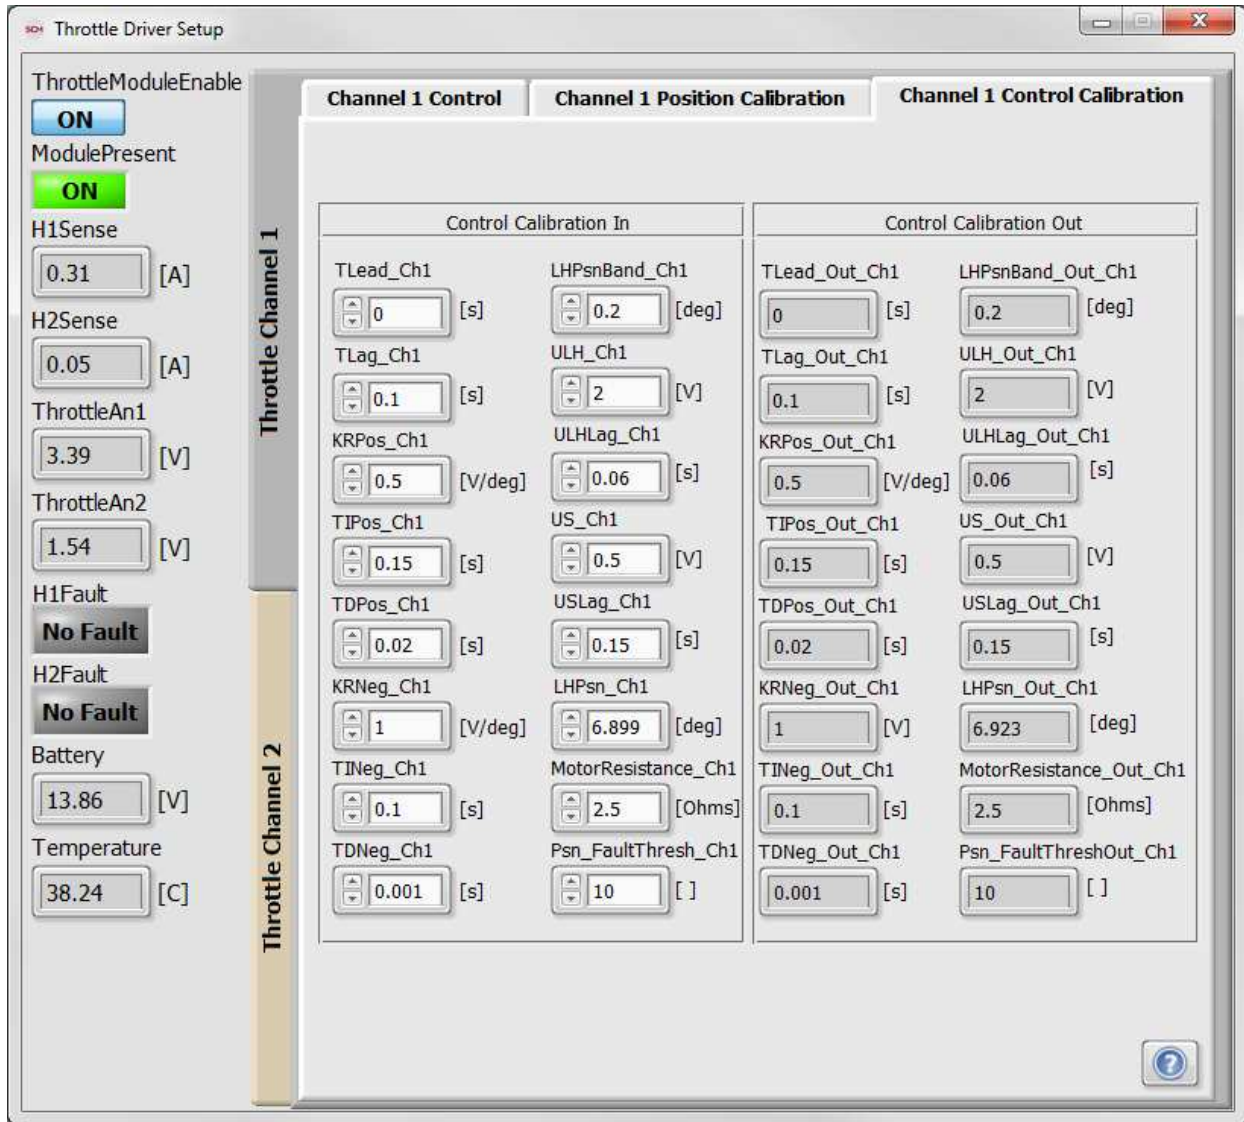 Throttle Driver Setup
ThrottleModuleEnable
ON
ModulePresent
ON
H1Sense
0.31 [A]
H2Sense
0.05 [A]
ThrottleAn1
3.39 [V]
ThrottleAn2
1.54 [V]
H1Fault
No Fault
H2Fault
No Fault
Battery
13.86 [V]
Temperature
38.24 [C]
Throttle Channel 1
Throttle Channel 2
Channel 1 Control
Channel 1 Position Calibration
Channel 1 Control Calibration
Control Calibration In
TLead_Ch1
0 [s]
TLag_Ch1
0.1 [s]
KRPos_Ch1
0.5 [V/deg]
TIPos_Ch1
0.15 [s]
TDPos_Ch1
0.02 [s]
KRNeg_Ch1
1 [V/deg]
TINeg_Ch1
0.1 [s]
TDNeg_Ch1
0.001 [s]
LHPsnBand_Ch1
0.2 [deg]
ULH_Ch1
2 [V]
ULHLag_Ch1
0.06 [s]
US_Ch1
0.5 [V]
USLag_Ch1
0.15 [s]
LHPsn_Ch1
6.899 [deg]
MotorResistance_Ch1
2.5 [Ohms]
Psn_FaultThresh_Ch1
10 [ ]
Control Calibration Out
TLead_Out_Ch1
0 [s]
TLag_Out_Ch1
0.1 [s]
KRPos_Out_Ch1
0.5 [V/deg]
TIPos_Out_Ch1
0.15 [s]
TDPos_Out_Ch1
0.02 [s]
KRNeg_Out_Ch1
1 [V]
TINeg_Out_Ch1
0.1 [s]
TDNeg_Out_Ch1
0.001 [s]
LHPsnBand_Out_Ch1
0.2 [deg]
ULH_Out_Ch1
2 [V]
ULHLag_Out_Ch1
0.06 [s]
US_Out_Ch1
0.5 [V]
USLag_Out_Ch1
0.15 [s]
LHPsn_Out_Ch1
6.923 [deg]
MotorResistance_Out_Ch1
2.5 [Ohms]
Psn_FaultThreshOut_Ch1
10 [ ]
?